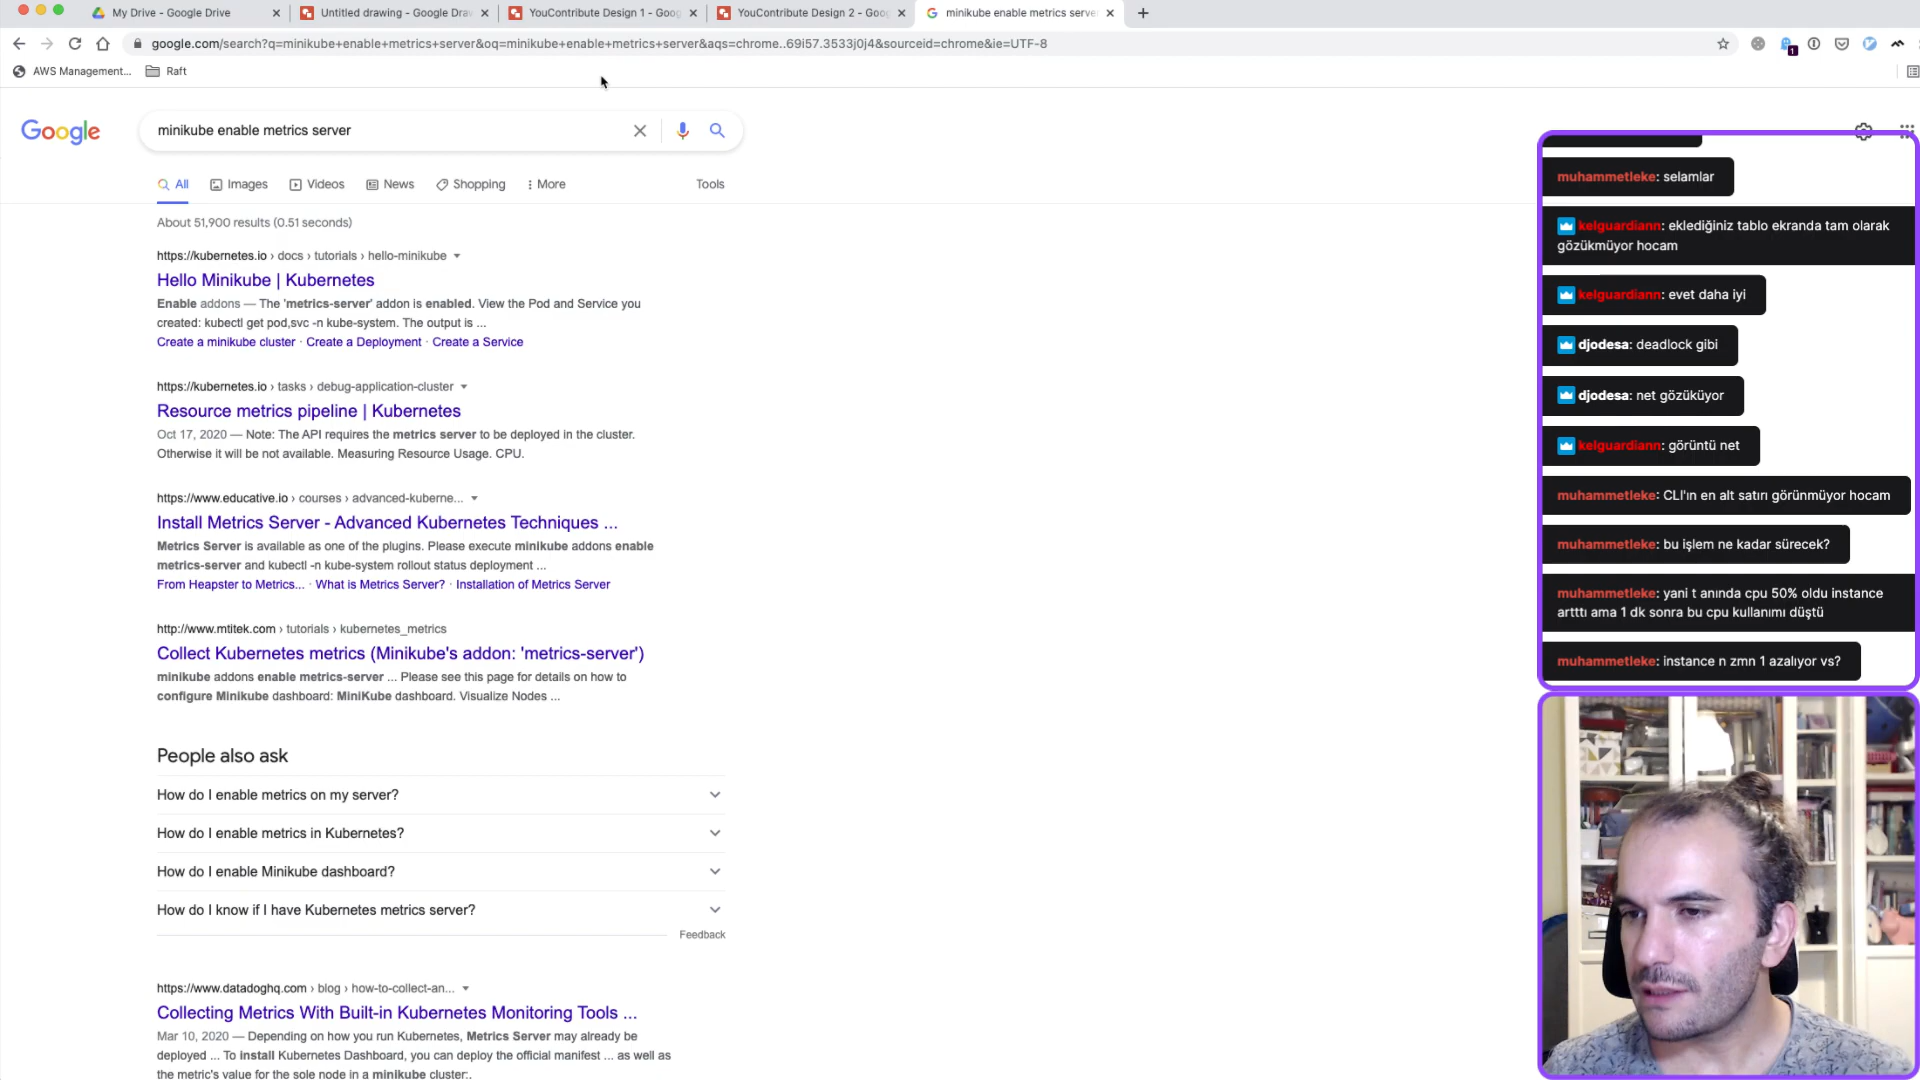 My Drive - Google Drive
Untitled drawing - Google Draw
YouContribute Design 1 - Goog
YouContribute Design 2 - Goog
minikube enable metrics serve
google.com/search?q=minikube+enable+metrics+server&oq=minikube+enable+metrics+server&aqs=chrome..69i57.3533j0j4&sourceid=chrome&ie=UTF-8
1
AWS Management...
Raft
Google
minikube enable metrics server
All
Images
Videos
News
Shopping
More
Tools
About 51,900 results (0.51 seconds)
https://kubernetes.io › docs › tutorials › hello-minikube
Hello Minikube | Kubernetes
Enable addons — The 'metrics-server' addon is enabled. View the Pod and Service you
created: kubectl get pod,svc -n kube-system. The output is ...
Create a minikube cluster · Create a Deployment · Create a Service
https://kubernetes.io › tasks › debug-application-cluster
Resource metrics pipeline | Kubernetes
Oct 17, 2020 — Note: The API requires the metrics server to be deployed in the cluster.
Otherwise it will be not available. Measuring Resource Usage. CPU.
https://www.educative.io › courses › advanced-kuberne...
Install Metrics Server - Advanced Kubernetes Techniques ...
Metrics Server is available as one of the plugins. Please execute minikube addons enable
metrics-server and kubectl -n kube-system rollout status deployment ...
From Heapster to Metrics... · What is Metrics Server? · Installation of Metrics Server
http://www.mtitek.com › tutorials › kubernetes_metrics
Collect Kubernetes metrics (Minikube's addon: 'metrics-server')
minikube addons enable metrics-server ... Please see this page for details on how to
configure Minikube dashboard: MiniKube dashboard. Visualize Nodes ...
People also ask
How do I enable metrics on my server?
How do I enable metrics in Kubernetes?
How do I enable Minikube dashboard?
How do I know if I have Kubernetes metrics server?
Feedback
https://www.datadoghq.com › blog › how-to-collect-an...
Collecting Metrics With Built-in Kubernetes Monitoring Tools ...
Mar 10, 2020 — Depending on how you run Kubernetes, Metrics Server may already be
deployed ... To install Kubernetes Dashboard, you can deploy the official manifest ... as well as
the metric's value for the sole node in a minikube cluster:.
muhammetleke: selamlar
kelguardiann: eklediğiniz tablo ekranda tam olarak
gözükmüyor hocam
kelguardiann: evet daha iyi
djodesa: deadlock gibi
djodesa: net gözüküyor
kelguardiann: görüntü net
muhammetleke: CLI'ın en alt satırı görünmüyor hocam
muhammetleke: bu işlem ne kadar sürecek?
muhammetleke: yani t anında cpu 50% oldu instance
artttı ama 1 dk sonra bu cpu kullanımı düştü
muhammetleke: instance n zmn 1 azalıyor vs?